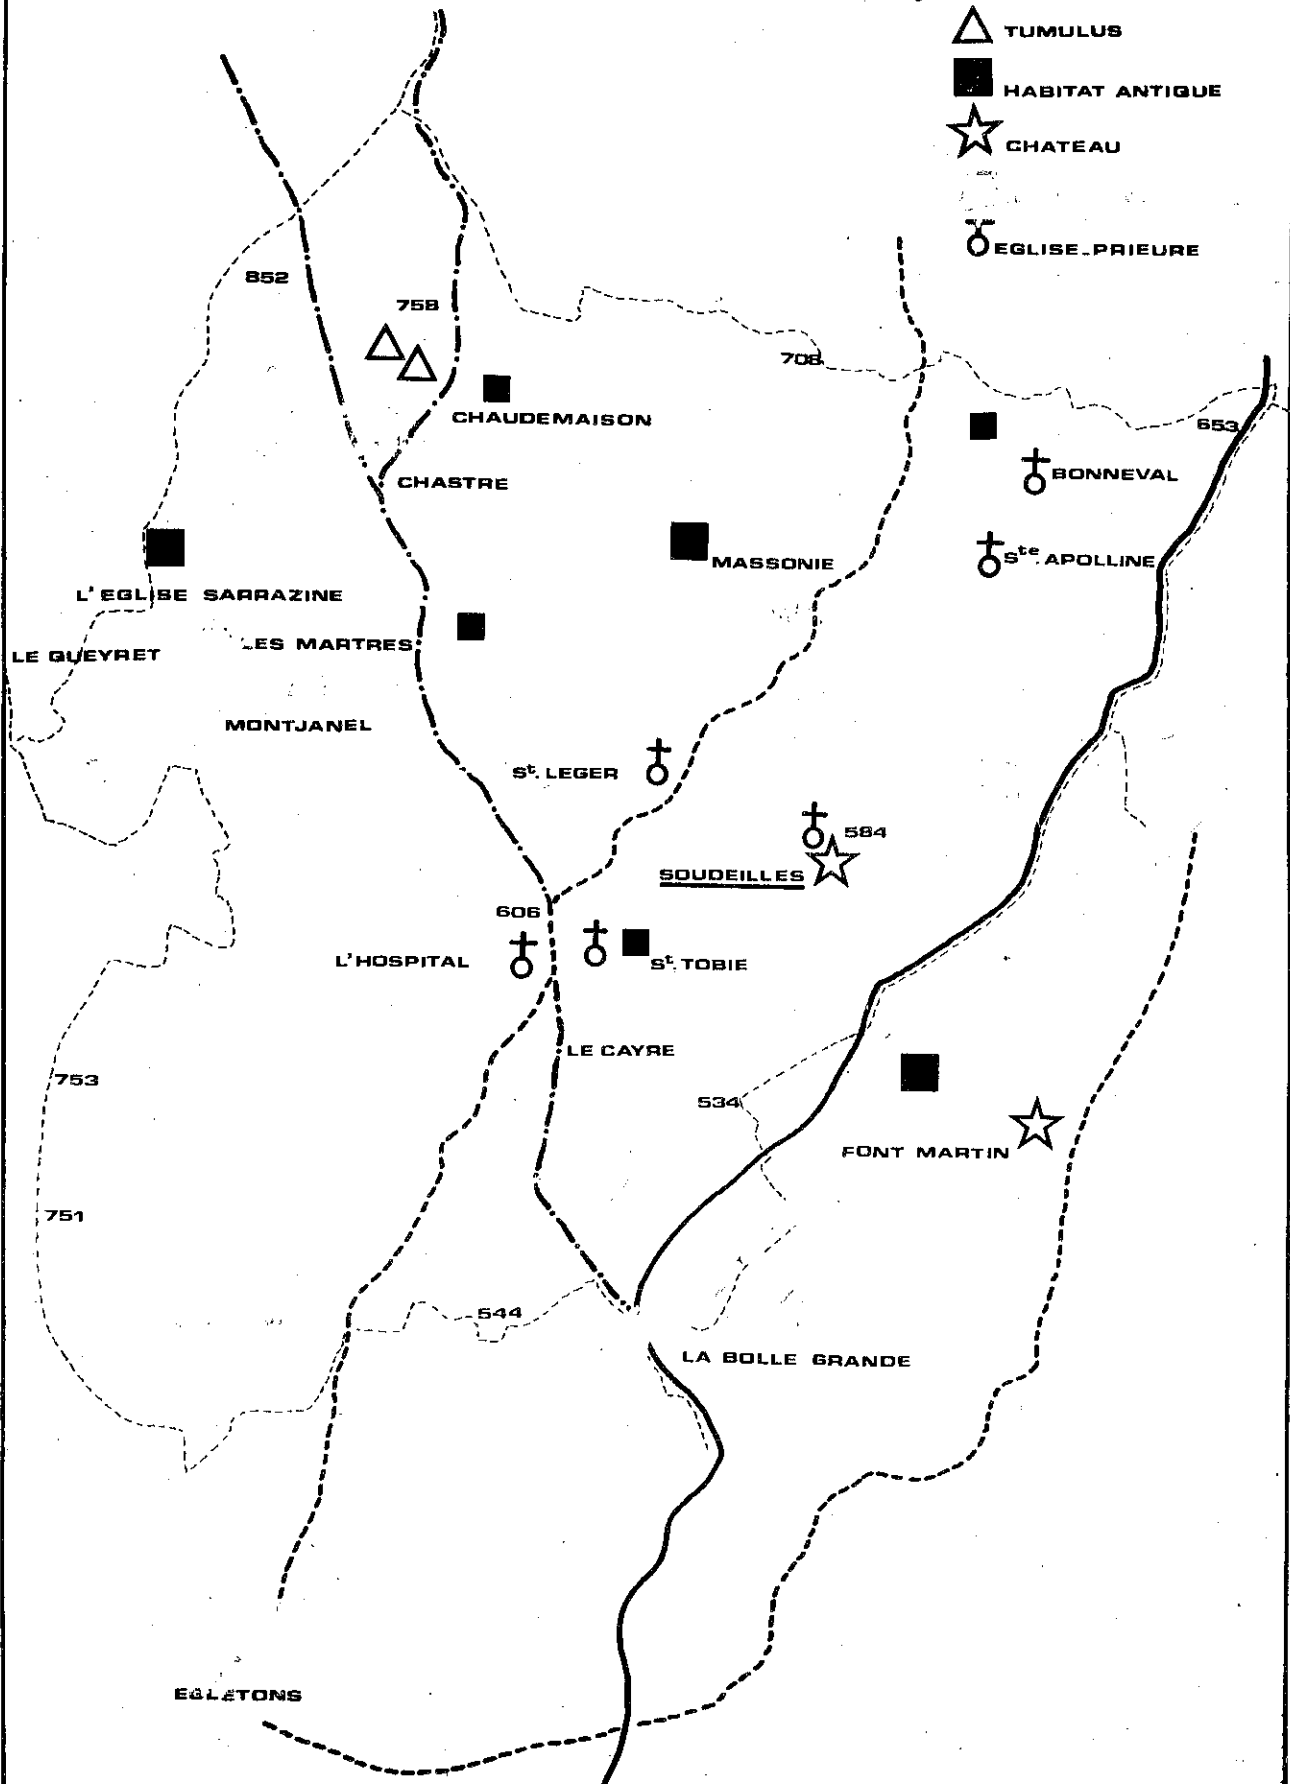 TUMULUS
HABITAT ANTIQUE
CHATEAU
EGLISE-PRIEURE
852
758
708
CHAUDEMAISON
653
BONNEVAL
CHASTRE
Ste. APOLLINE
MASSONIE
L'EGLISE SARRAZINE
LES MARTRES
LE QUEYRET
MONTJANEL
St. LEGER
584
SOUDEILLES
606
L'HOSPITAL
St. TOBIE
LE CAYRE
753
534
FONT MARTIN
751
544
LA BOLLE GRANDE
EGLETONS